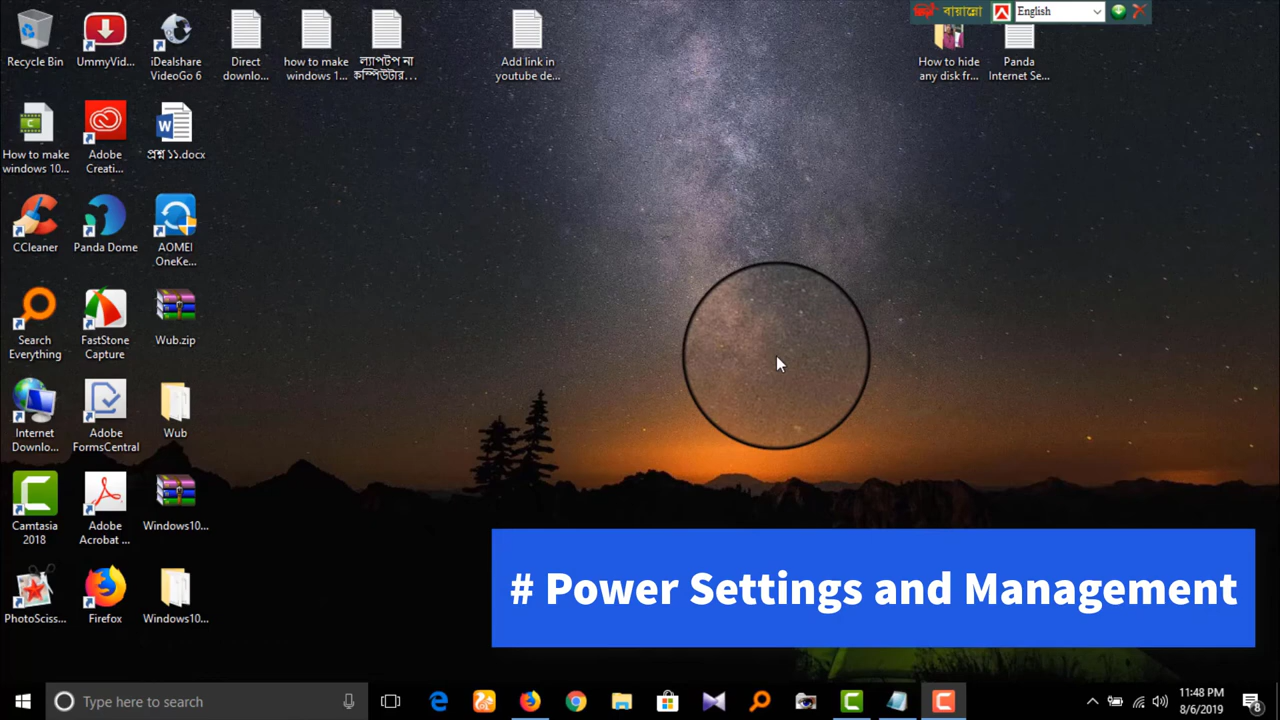 বায়ান্নো English
Recycle Bin
UmmyVid...
iDealshare
VideoGo 6
Direct
downlo...
how to make
windows 1...
ল্যাপটপ না
কম্পিউটার...
Add link in
youtube de...
How to hide
any disk fr...
Panda
Internet Se...
How to make
windows 10...
Adobe
Creati...
প্রশ্ন ১১.docx
CCleaner
Panda Dome
AOMEI
OneKe...
Search
Everything
FastStone
Capture
Wub.zip
Internet
Downlo...
Adobe
FormsCentral
Wub
Camtasia
2018
Adobe
Acrobat ...
Windows10...
PhotoSciss...
Firefox
Windows10...
# Power Settings and Management
Type here to search
11:48 PM
8/6/2019
8